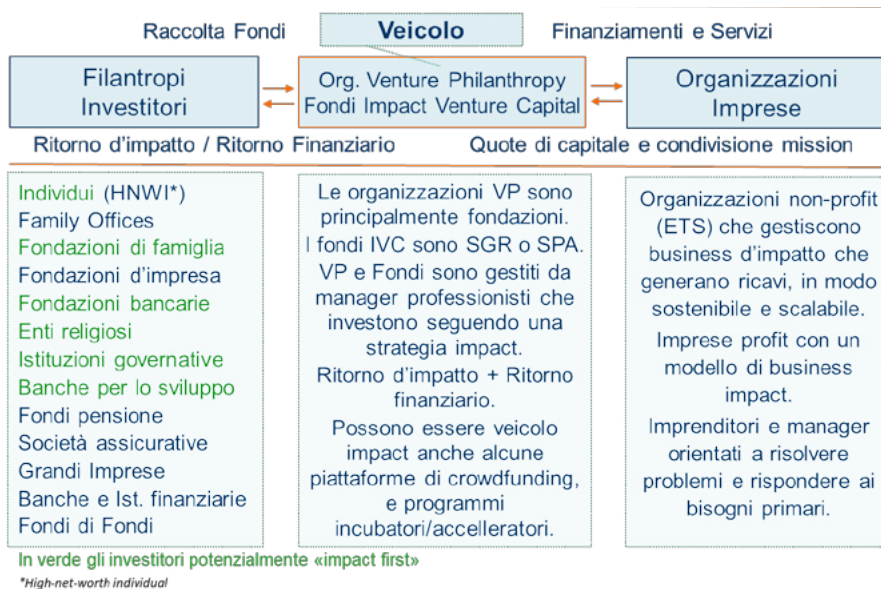 Raccolta Fondi
Veicolo
Finanziamenti e Servizi
Filantropi
Investitori
Org. Venture Philanthropy
Fondi Impact Venture Capital
Organizzazioni
Imprese
Ritorno d'impatto / Ritorno Finanziario
Quote di capitale e condivisione mission
Individui (HNWI*)
Family Offices
Fondazioni di famiglia
Fondazioni d'impresa
Fondazioni bancarie
Enti religiosi
Istituzioni governative
Banche per lo sviluppo
Fondi pensione
Società assicurative
Grandi Imprese
Banche e Ist. finanziarie
Fondi di Fondi
Le organizzazioni VP sono
principalmente fondazioni.
I fondi IVC sono SGR o SPA.
VP e Fondi sono gestiti da
manager professionisti che
investono seguendo una
strategia impact.
Ritorno d'impatto + Ritorno
finanziario.
Possono essere veicolo
impact anche alcune
piattaforme di crowdfunding,
e programmi
incubatori/accelleratori.
Organizzazioni non-profit
(ETS) che gestiscono
business d'impatto che
generano ricavi, in modo
sostenibile e scalabile.
Imprese profit con un
modello di business
impact.
Imprenditori e manager
orientati a risolvere
problemi e rispondere ai
bisogni primari.
In verde gli investitori potenzialmente «impact first»
*High-net-worth individual